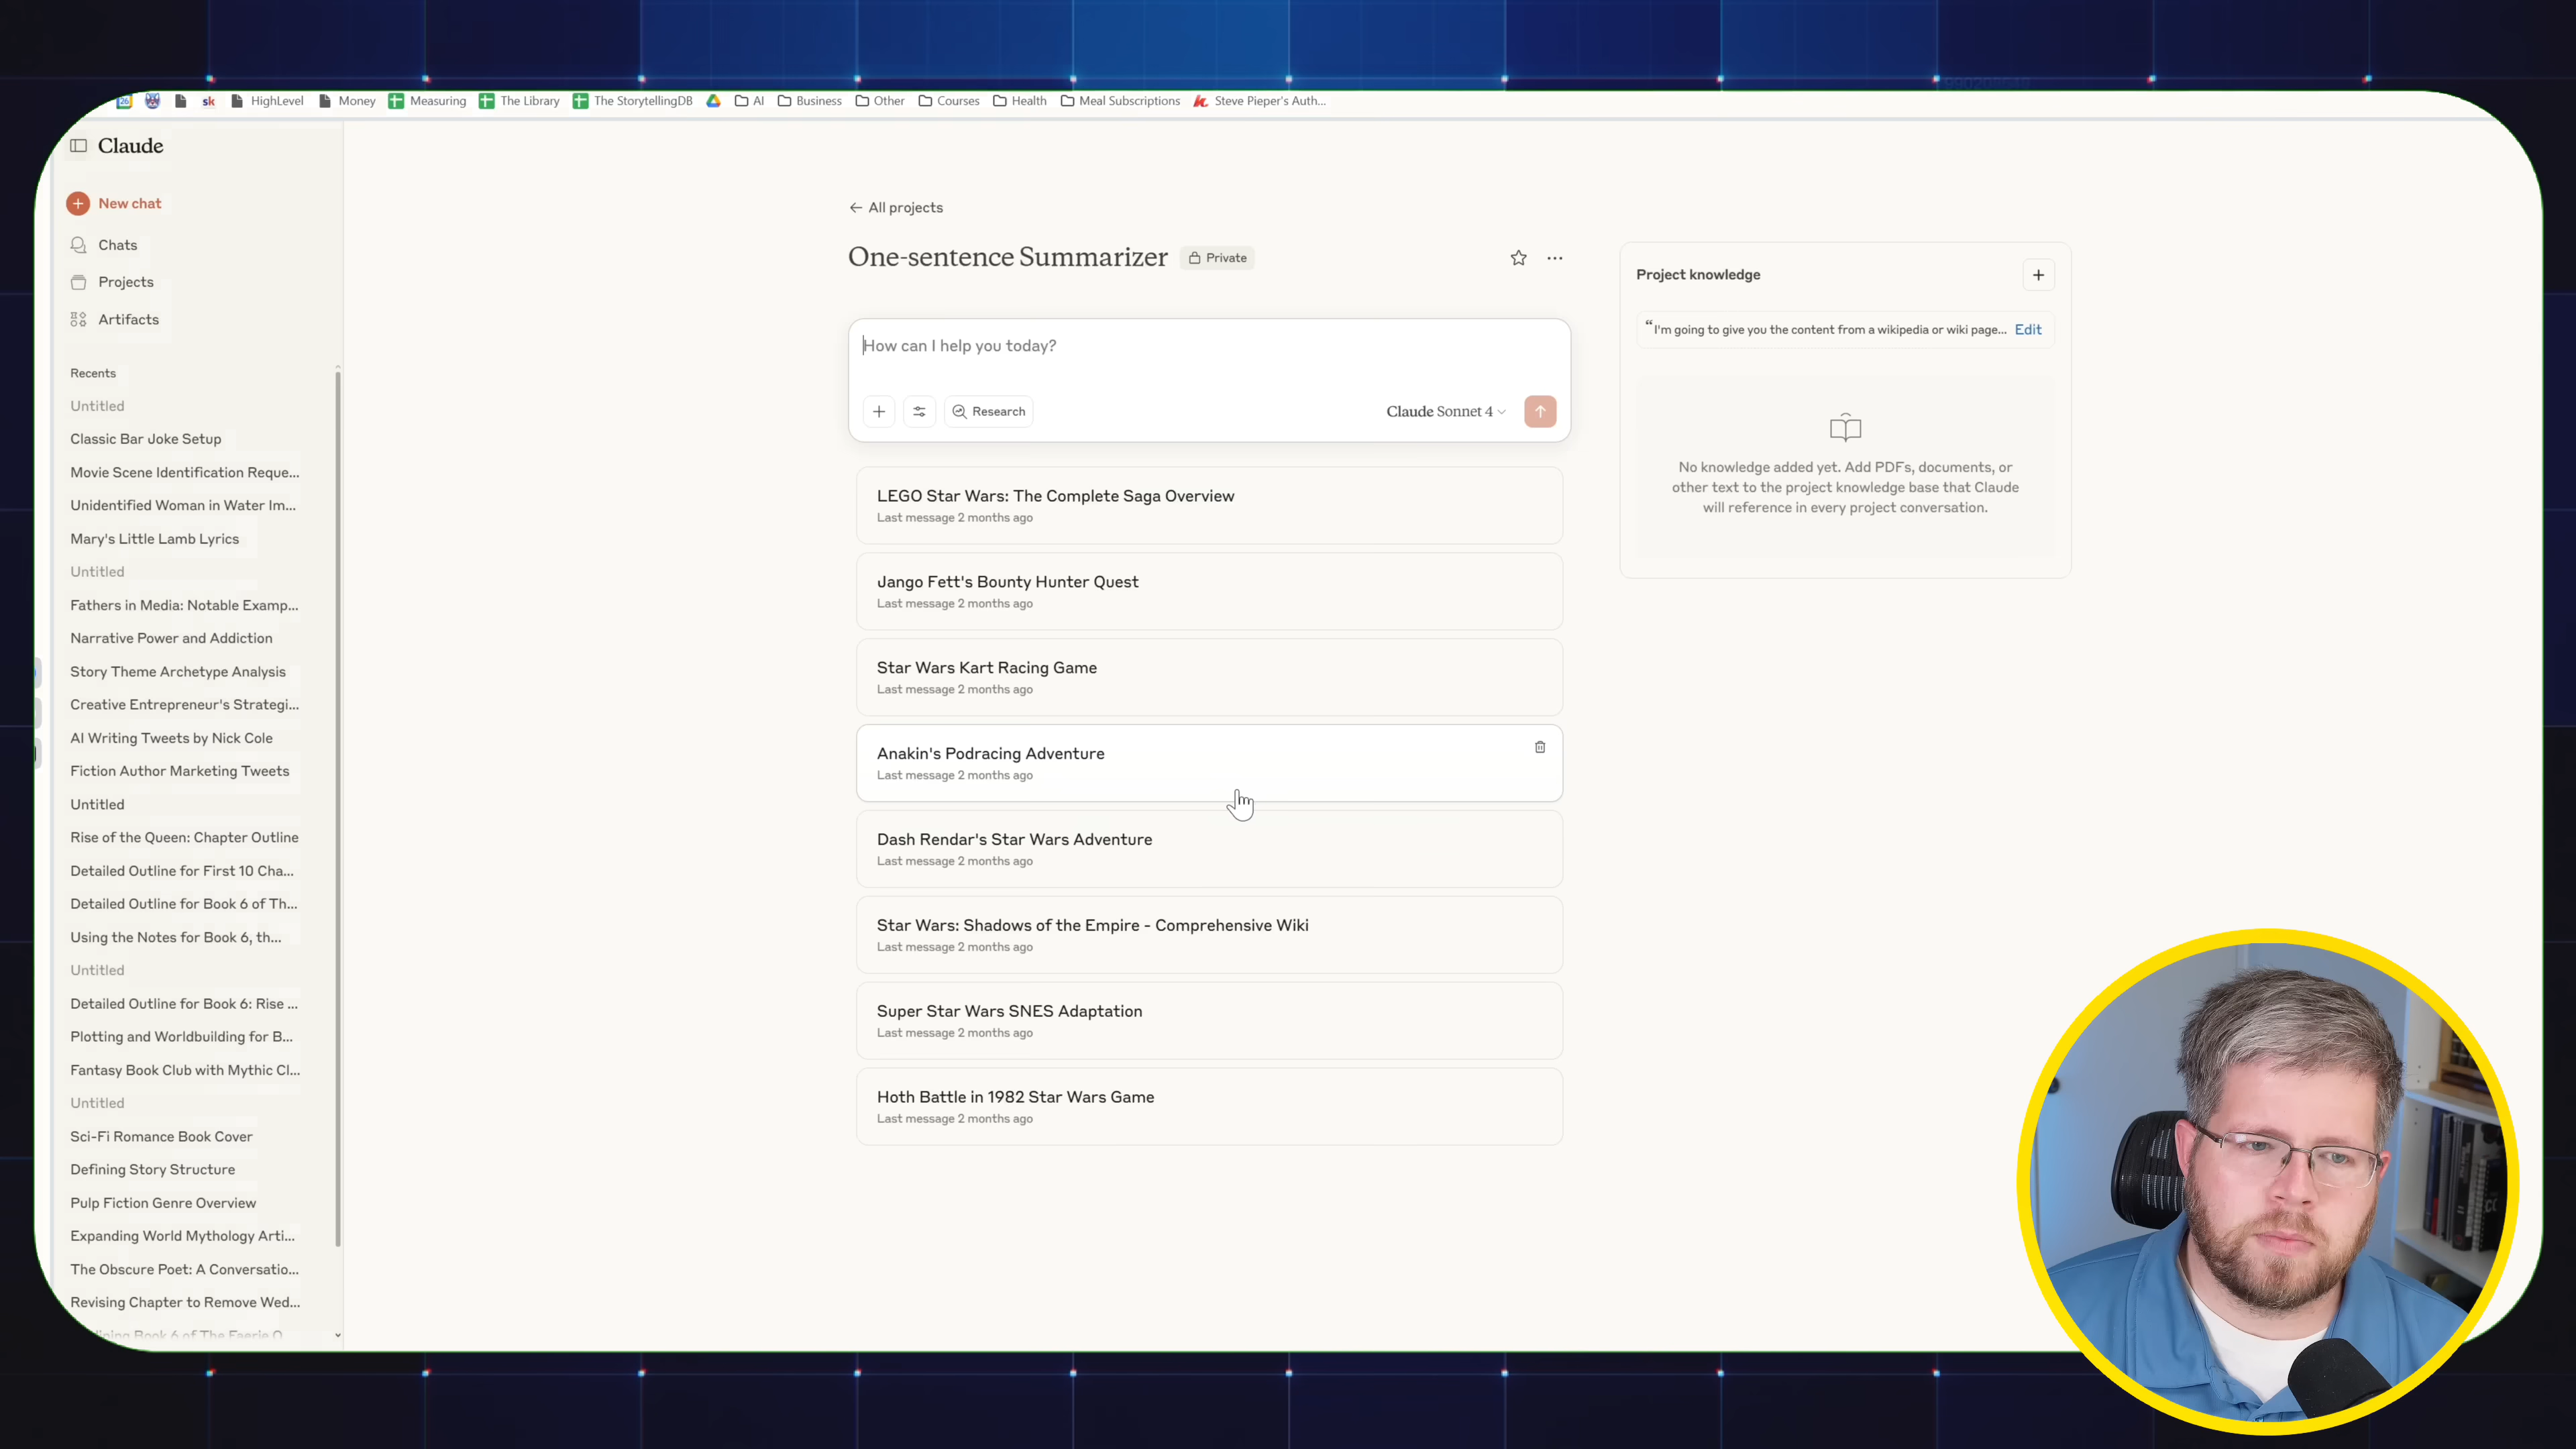 26
sk
HighLevel
Money
Measuring
The Library
The StorytellingDB
AI
Business
Other
Courses
Health
Meal Subscriptions
Steve Pieper's Auth...
Claude
New chat
Chats
Projects
Artifacts
Recents
Untitled
Classic Bar Joke Setup
Movie Scene Identification Reque...
Unidentified Woman in Water Im...
Mary's Little Lamb Lyrics
Untitled
Fathers in Media: Notable Examp...
Narrative Power and Addiction
Story Theme Archetype Analysis
Creative Entrepreneur's Strategi...
AI Writing Tweets by Nick Cole
Fiction Author Marketing Tweets
Untitled
Rise of the Queen: Chapter Outline
Detailed Outline for First 10 Cha...
Detailed Outline for Book 6 of Th...
Using the Notes for Book 6, th...
Untitled
Detailed Outline for Book 6: Rise ...
Plotting and Worldbuilding for B...
Fantasy Book Club with Mythic Cl...
Untitled
Sci-Fi Romance Book Cover
Defining Story Structure
Pulp Fiction Genre Overview
Expanding World Mythology Arti...
The Obscure Poet: A Conversatio...
Revising Chapter to Remove Wed...
Book 6 of The Faerie Q
All projects
One-sentence Summarizer
Private
How can I help you today?
Research
Claude Sonnet 4
LEGO Star Wars: The Complete Saga Overview
Last message 2 months ago
Jango Fett's Bounty Hunter Quest
Last message 2 months ago
Star Wars Kart Racing Game
Last message 2 months ago
Anakin's Podracing Adventure
Last message 2 months ago
Dash Rendar's Star Wars Adventure
Last message 2 months ago
Star Wars: Shadows of the Empire - Comprehensive Wiki
Last message 2 months ago
Super Star Wars SNES Adaptation
Last message 2 months ago
Hoth Battle in 1982 Star Wars Game
Last message 2 months ago
Project knowledge
“I'm going to give you the content from a wikipedia or wiki page... Edit
No knowledge added yet. Add PDFs, documents, or
other text to the project knowledge base that Claude
will reference in every project conversation.